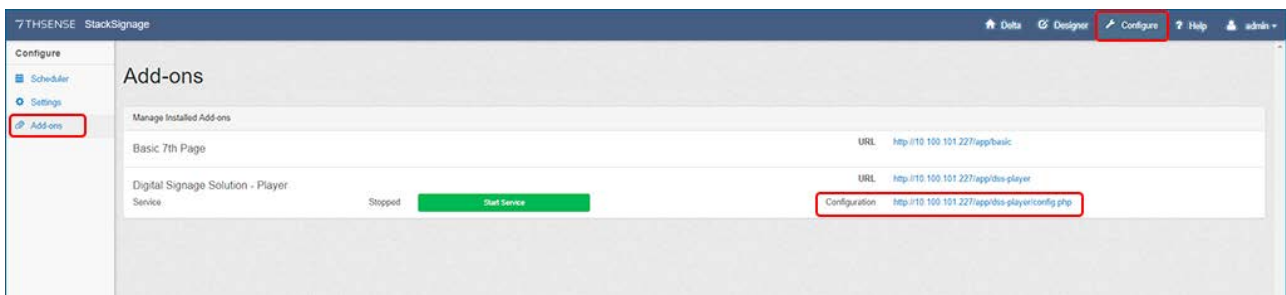 7THSENSE StackSignage Delta Designer Configure ? Help admin
Configure
Scheduler
Settings
Add-ons
Add-ons
Manage Installed Add-ons
Basic 7th Page URL http://10.100.101.227/app/basic
Digital Signage Solution - Player URL http://10.100.101.227/app/dss-player
Service Stopped Start Service Configuration http://10.100.101.227/app/dss-player/config.php